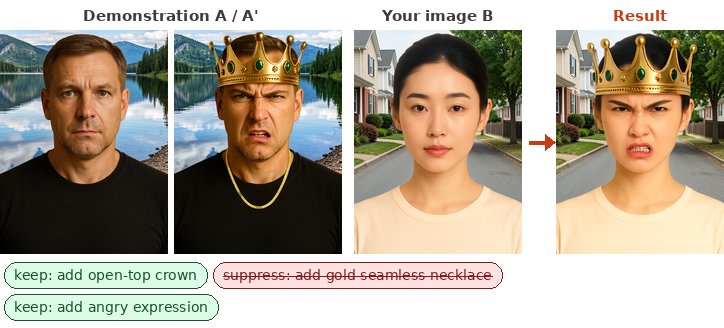 Demonstration A / A'
Your image B
Result
keep: add open-top crown
suppress: add gold seamless necklace
keep: add angry expression